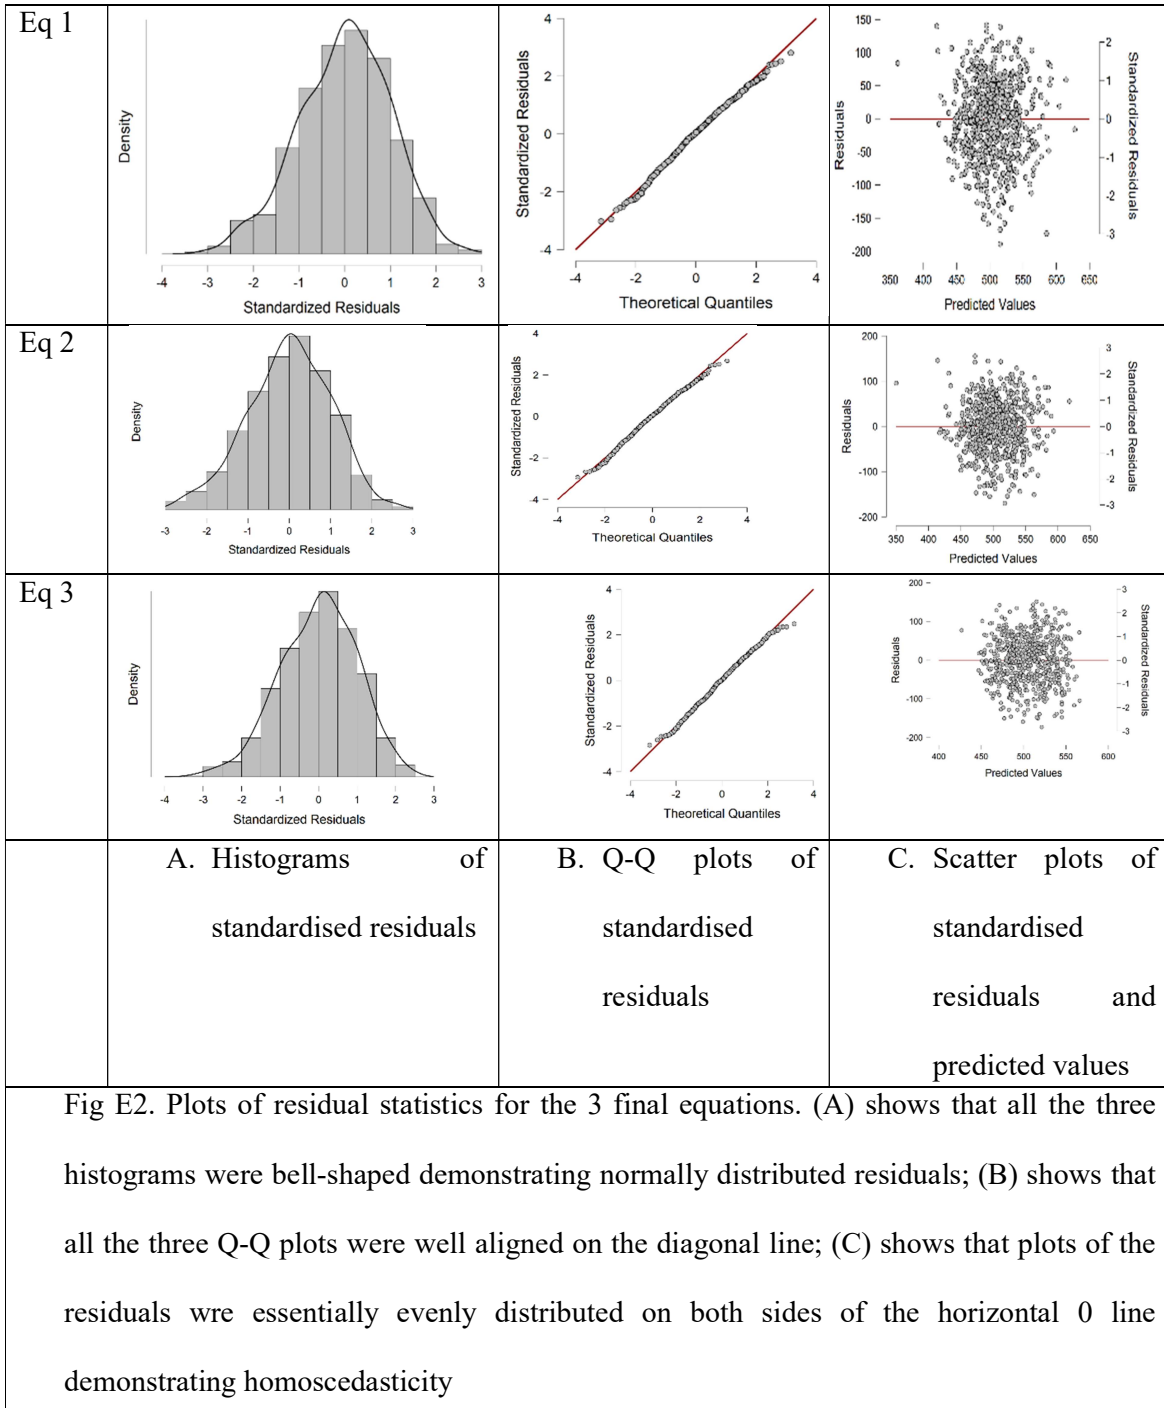 Eq 1
Density
-4 -3 -2 -1 0 1 2 3
Standardized Residuals
Standardized Residuals
4
2
0
-2
-4
-4 -2 0 2 4
Theoretical Quantiles
Residuals
150
100
50
0
-50
-100
-150
-200
2
1
0
-1
-2
-3
Standardized Residuals
350 400 450 500 550 600 650
Predicted Values
Eq 2
Density
-3 -2 -1 0 1 2 3
Standardized Residuals
Standardized Residuals
4
2
0
-2
-4
-4 -2 0 2 4
Theoretical Quantiles
Residuals
200
100
0
-100
-200
3
2
1
0
-1
-2
-3
Standardized Residuals
350 400 450 500 550 600 650
Predicted Values
Eq 3
Density
-4 -3 -2 -1 0 1 2 3
Standardized Residuals
Standardized Residuals
4
2
0
-2
-4
-4 -2 0 2 4
Theoretical Quantiles
Residuals
200
100
0
-100
-200
3
2
1
0
-1
-2
-3
Standardized Residuals
400 450 500 550 600
Predicted Values
A. Histograms of
standardised residuals
B. Q-Q plots of
standardised
residuals
C. Scatter plots of
standardised
residuals and
predicted values
Fig E2. Plots of residual statistics for the 3 final equations. (A) shows that all the three
histograms were bell-shaped demonstrating normally distributed residuals; (B) shows that
all the three Q-Q plots were well aligned on the diagonal line; (C) shows that plots of the
residuals wre essentially evenly distributed on both sides of the horizontal 0 line
demonstrating homoscedasticity